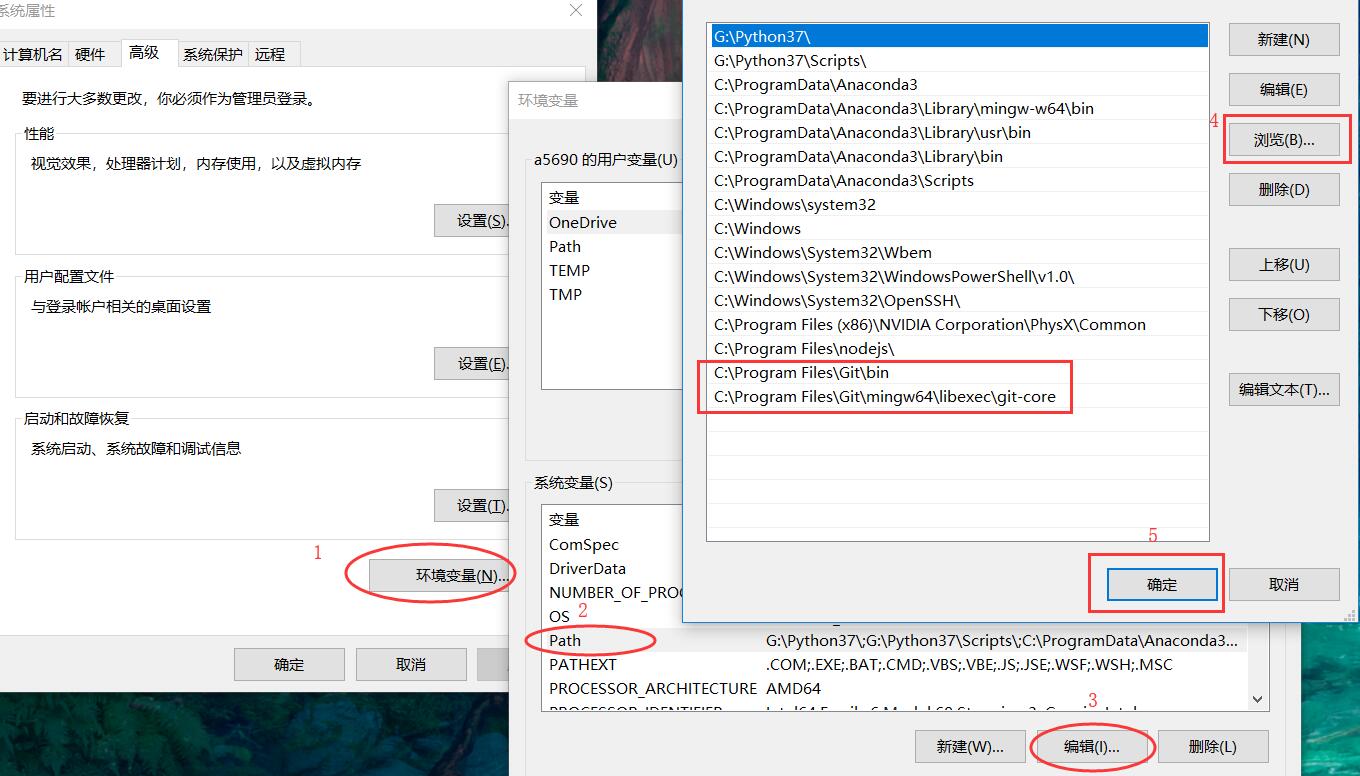 系统属性
计算机名
硬件
高级
系统保护
远程
要进行大多数更改，你必须作为管理员登录。
性能
视觉效果，处理器计划，内存使用，以及虚拟内存
设置(S).
用户配置文件
与登录帐户相关的桌面设置
设置(E).
启动和故障恢复
系统启动、系统故障和调试信息
设置(T).
1
环境变量(N)...
确定
取消
环境变量
a5690 的用户变量(U)
变量
OneDrive
Path
TEMP
TMP
系统变量(S)
变量
ComSpec
DriverData
NUMBER_OF_PROC
OS
2
Path G:\Python37\;G:\Python37\Scripts\;C:\ProgramData\Anaconda3...
PATHEXT .COM;.EXE;.BAT;.CMD;.VBS;.VBE;.JS;.JSE;.WSF;.WSH;.MSC
PROCESSOR_ARCHITECTURE AMD64
3
新建(W)...
编辑(I)...
删除(L)
G:\Python37\
G:\Python37\Scripts\
C:\ProgramData\Anaconda3
C:\ProgramData\Anaconda3\Library\mingw-w64\bin
C:\ProgramData\Anaconda3\Library\usr\bin
C:\ProgramData\Anaconda3\Library\bin
C:\ProgramData\Anaconda3\Scripts
C:\Windows\system32
C:\Windows
C:\Windows\System32\Wbem
C:\Windows\System32\WindowsPowerShell\v1.0\
C:\Windows\System32\OpenSSH\
C:\Program Files (x86)\NVIDIA Corporation\PhysX\Common
C:\Program Files\nodejs\
C:\Program Files\Git\bin
C:\Program Files\Git\mingw64\libexec\git-core
新建(N)
编辑(E)
4
浏览(B)...
删除(D)
上移(U)
下移(O)
编辑文本(T)...
5
确定
取消